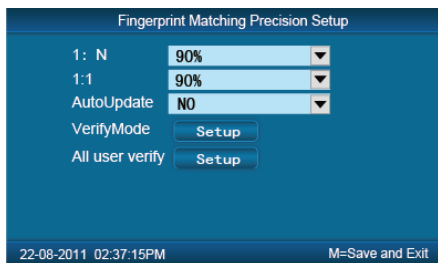 Fingerprint Matching Precision Setup
1: N 90%
1:1 90%
AutoUpdate NO
VerifyMode Setup
All user verify Setup
22-08-2011 02:37:15PM M=Save and Exit